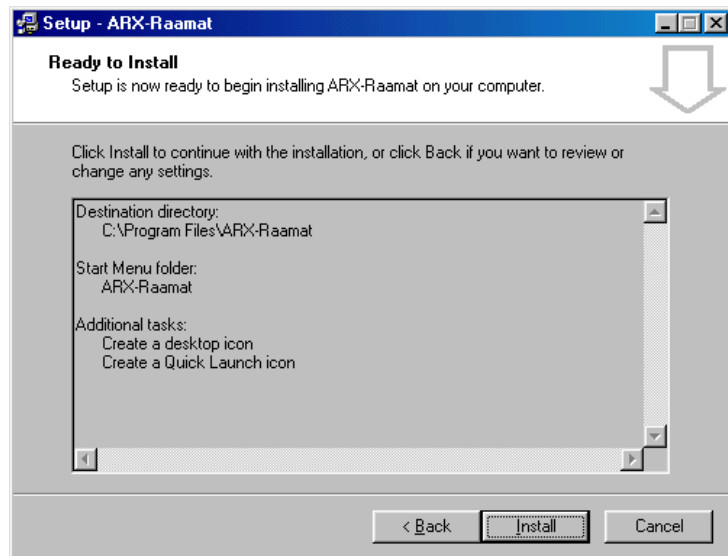 Setup - ARX-Raamat
Ready to Install
Setup is now ready to begin installing ARX-Raamat on your computer.
Click Install to continue with the installation, or click Back if you want to review or
change any settings.
Destination directory:
C:\Program Files\ARX-Raamat
Start Menu folder:
ARX-Raamat
Additional tasks:
Create a desktop icon
Create a Quick Launch icon
< Back
Install
Cancel